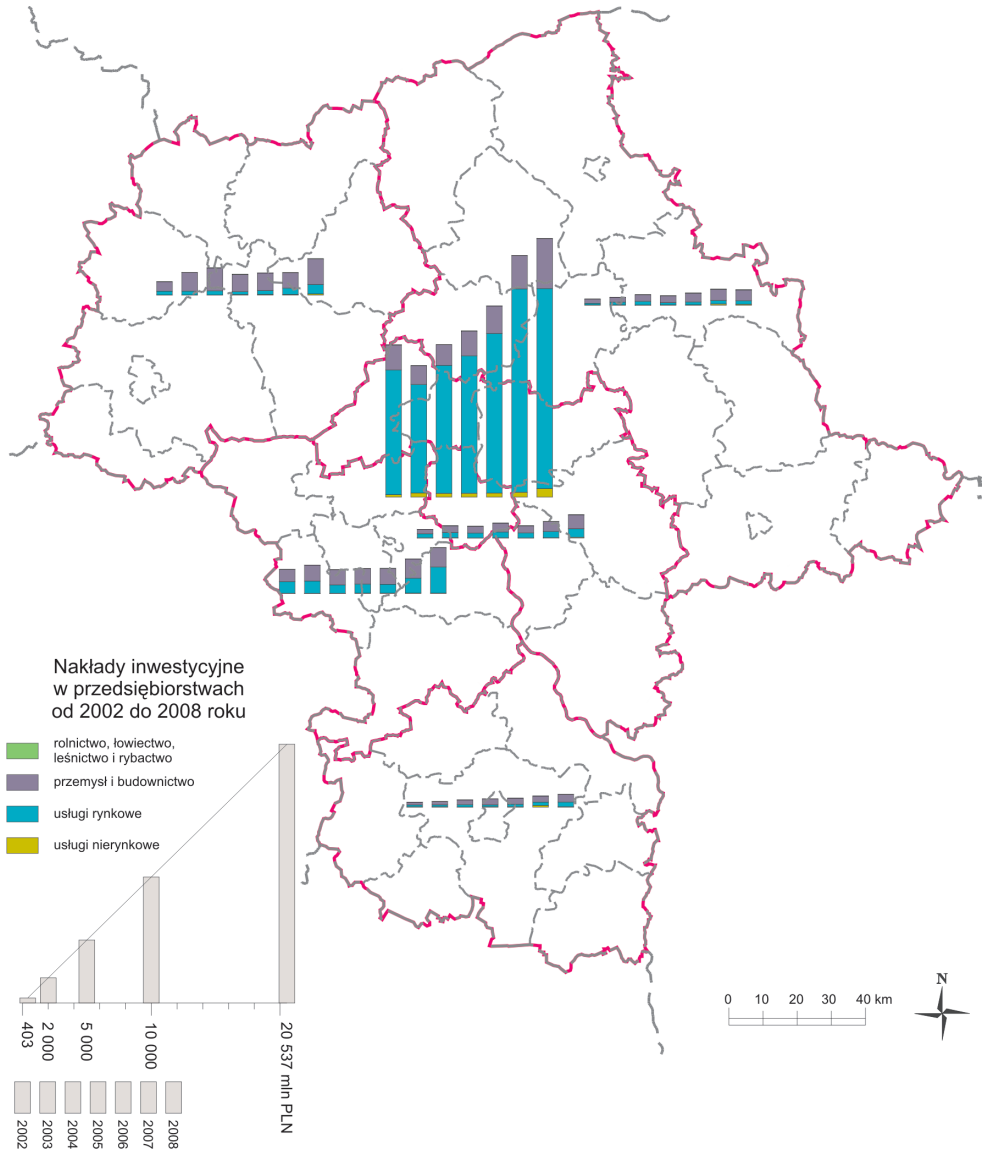 Nakłady inwestycyjne
w przedsiębiorstwach
od 2002 do 2008 roku
rolnictwo, łowiectwo,
leśnictwo i rybactwo
przemysł i budownictwo
usługi rynkowe
usługi nierynkowe
403
2 000
5 000
10 000
20 537 mln PLN
2002
2003
2004
2005
2006
2007
2008
0 10 20 30 40 km
N